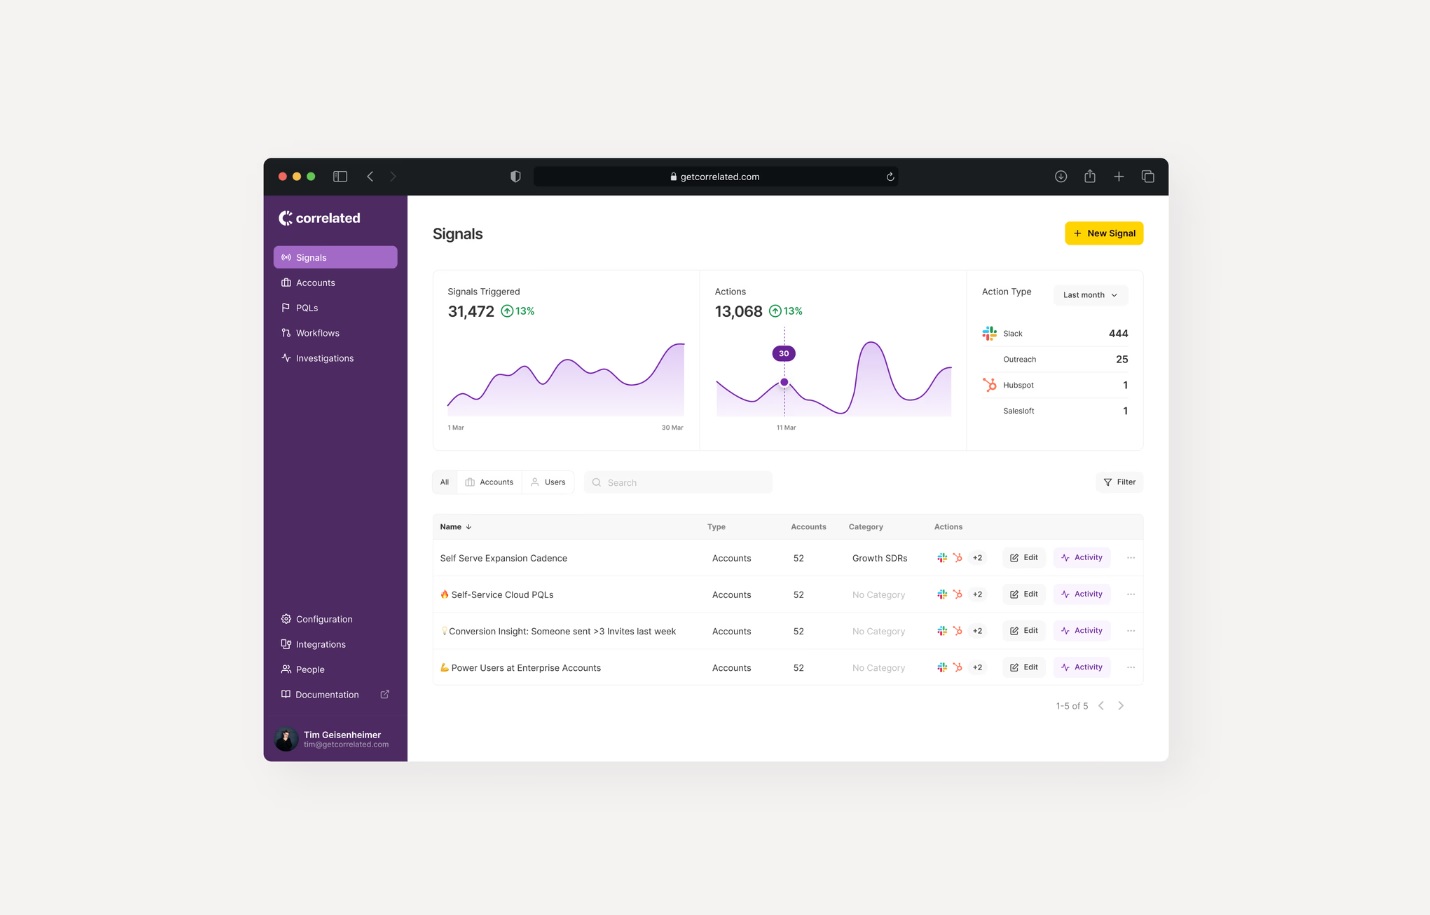 getcorrelated.com
correlated
Signals
Accounts
PQLs
Workflows
Investigations
Configuration
Integrations
People
Documentation
Tim Geisenheimer
tim@getcorrelated.com
Signals
+ New Signal
Signals Triggered
31,472 13%
1 Mar 30 Mar
Actions
13,068 13%
30
11 Mar
Action Type Last month
Slack 444
Outreach 25
Hubspot 1
Salesloft 1
All Accounts Users Search Filter
Name ↓ Type Accounts Category Actions
Self Serve Expansion Cadence Accounts 52 Growth SDRs +2 Edit Activity ...
🔥 Self-Service Cloud PQLs Accounts 52 No Category +2 Edit Activity ...
💡Conversion Insight: Someone sent >3 Invites last week Accounts 52 No Category +2 Edit Activity ...
💪 Power Users at Enterprise Accounts Accounts 52 No Category +2 Edit Activity ...
1-5 of 5